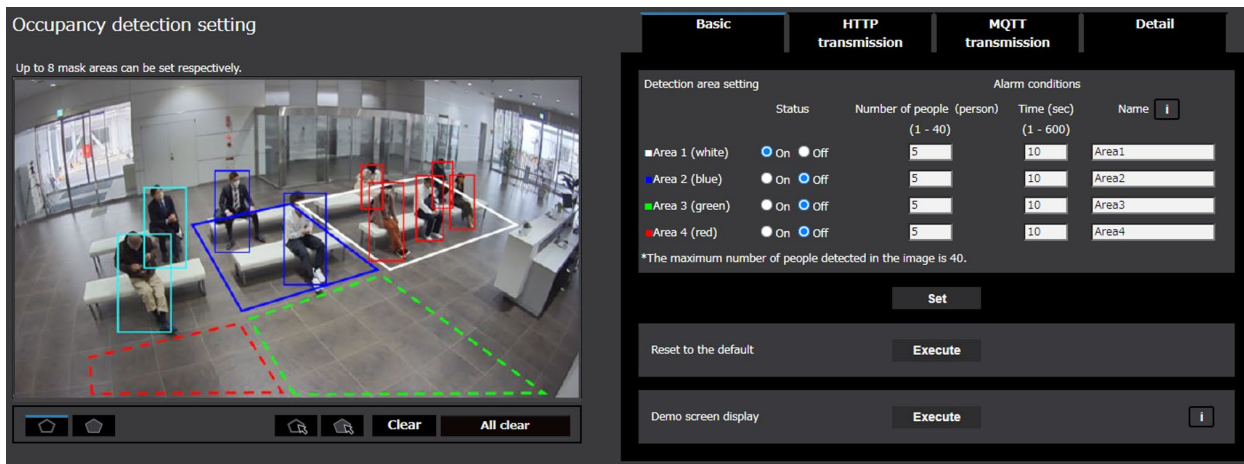 Occupancy detection setting
Up to 8 mask areas can be set respectively.
Clear
All clear
Basic
HTTP
transmission
MQTT
transmission
Detail
Detection area setting
Alarm conditions
Status
Number of people (person)
Time (sec)
Name i
(1 - 40)
(1 - 600)
Area 1 (white) On Off 5 10 Area1
Area 2 (blue) On Off 5 10 Area2
Area 3 (green) On Off 5 10 Area3
Area 4 (red) On Off 5 10 Area4
*The maximum number of people detected in the image is 40.
Set
Reset to the default Execute
Demo screen display Execute i